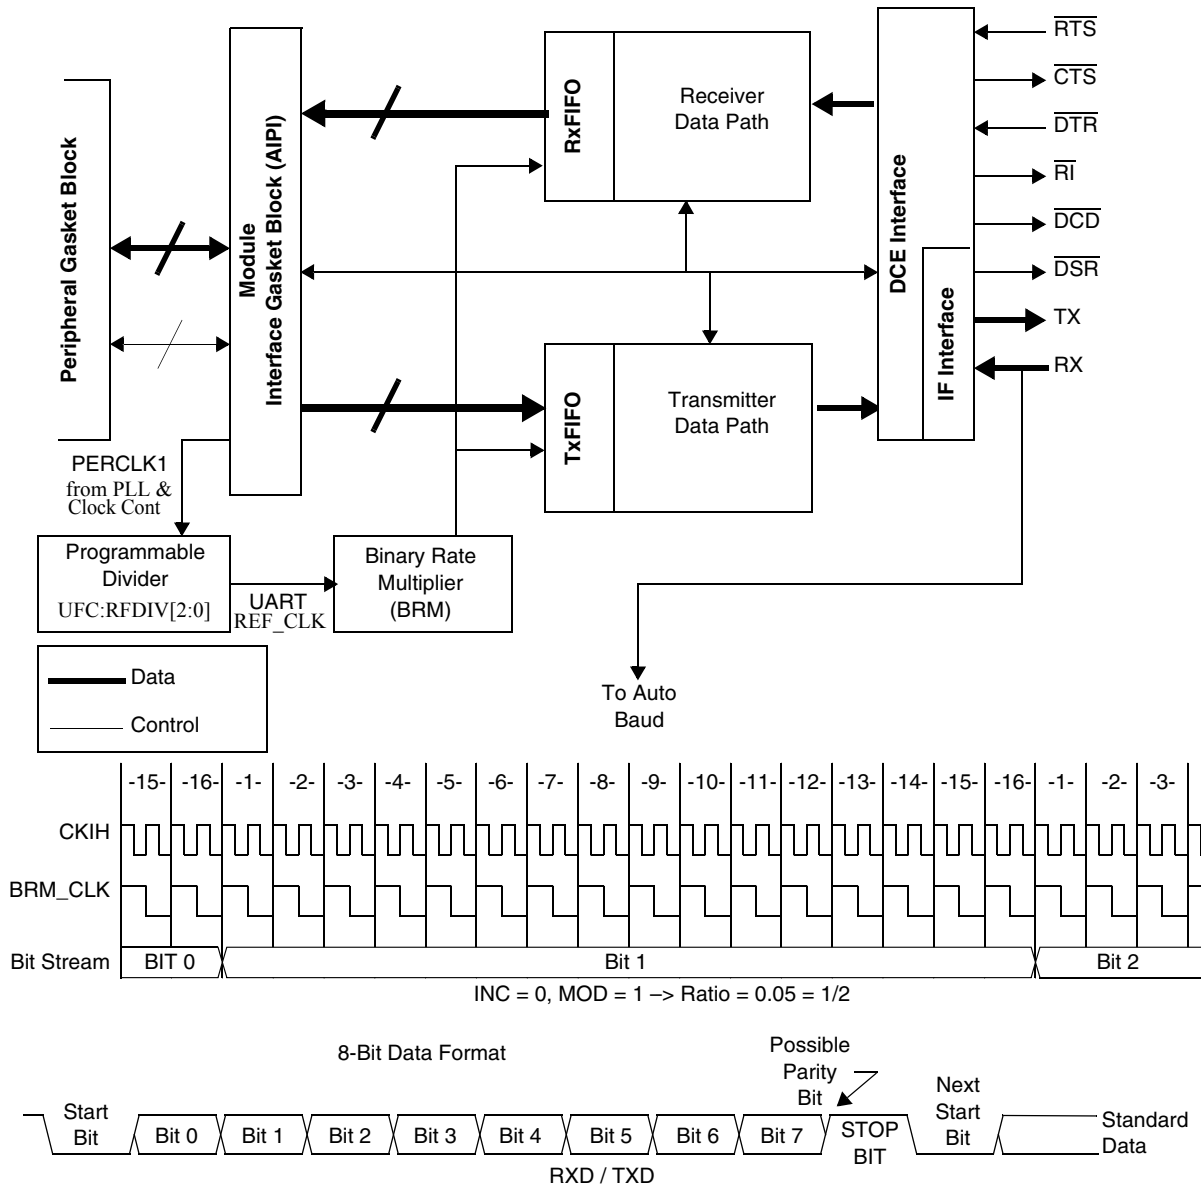 RTS
CTS
DTR
RI
DCD
DSR
TX
RX
Peripheral Gasket Block
Module
Interface Gasket Block (AIPI)
RxFIFO
Receiver
Data Path
DCE Interface
IF Interface
TxFIFO
Transmitter
Data Path
PERCLK1
from PLL &
Clock Cont
Programmable
Divider
UFC:RFDIV[2:0]
UART
REF_CLK
Binary Rate
Multiplier
(BRM)
Data
Control
To Auto
Baud
-15- -16- -1- -2- -3- -4- -5- -6- -7- -8- -9- -10- -11- -12- -13- -14- -15- -16- -1- -2- -3-
CKIH
BRM_CLK
Bit Stream BIT 0 Bit 1 Bit 2
INC = 0, MOD = 1 –> Ratio = 0.05 = 1/2
8-Bit Data Format
Possible
Parity
Bit
Next
Start
Bit
Start
Bit
Bit 0 Bit 1 Bit 2 Bit 3 Bit 4 Bit 5 Bit 6 Bit 7
STOP
BIT
Standard
Data
RXD / TXD